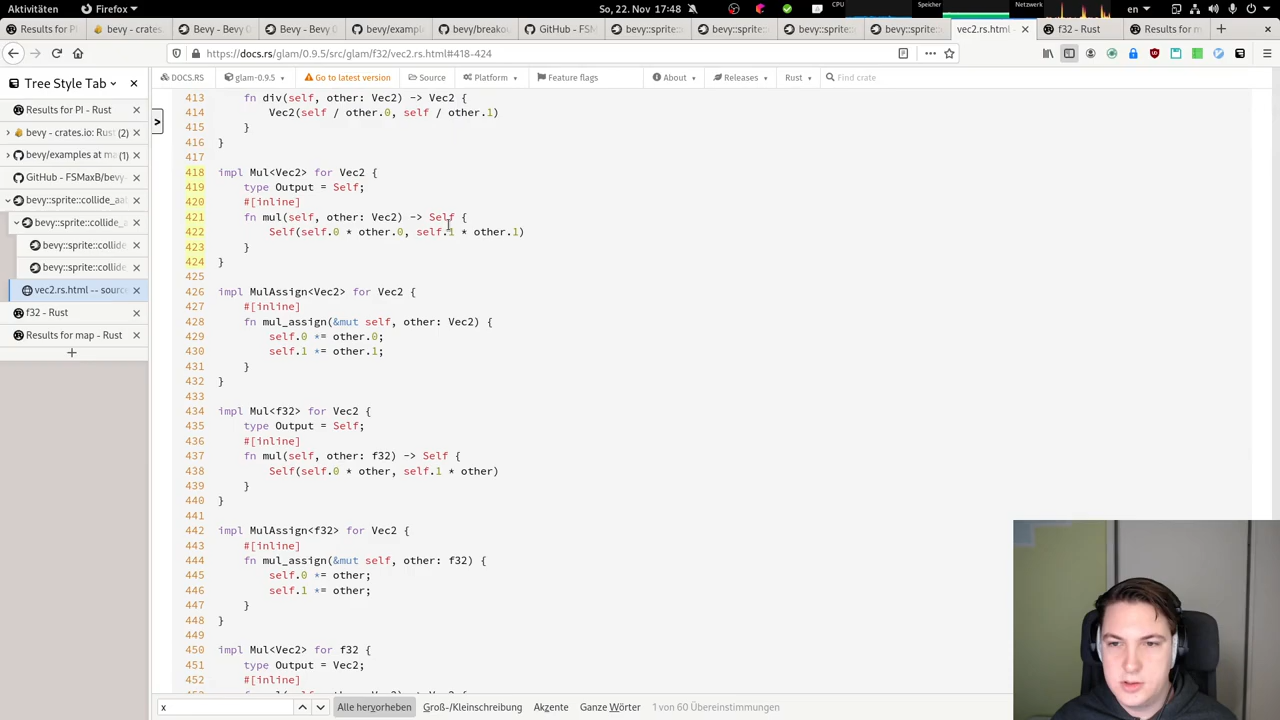 Aktivitäten Firefox So, 22. Nov 17:48 CPU Speicher Netzwerk en
Results for PI bevy - crates. Bevy Bevy - Bevy bevy/example bevy/breakou GitHub - FSM bevy::sprite: bevy::sprite: bevy::sprite: bevy::sprite: vec2.rs.html - f32 - Rust Results for m
https://docs.rs/glam/0.9.5/src/glam/f32/vec2.rs.html#418-424
Tree Style Tab
DOCS.RS glam-0.9.5 Go to latest version Source Platform Feature flags About Releases Rust Find crate
Results for PI - Rust
bevy - crates.io: Rust (2)
bevy/examples at ma (1)
GitHub - FSMaxB/bevy-
bevy::sprite::collide_aa
bevy::sprite::collide_
bevy::sprite::collide
bevy::sprite::collide
vec2.rs.html -- sourc
f32 - Rust
Results for map - Rust
413 fn div(self, other: Vec2) -> Vec2 {
414 Vec2(self / other.0, self / other.1)
415 }
416 }
417
418 impl Mul<Vec2> for Vec2 {
419 type Output = Self;
420 #[inline]
421 fn mul(self, other: Vec2) -> Self {
422 Self(self.0 * other.0, self.1 * other.1)
423 }
424 }
425
426 impl MulAssign<Vec2> for Vec2 {
427 #[inline]
428 fn mul_assign(&mut self, other: Vec2) {
429 self.0 *= other.0;
430 self.1 *= other.1;
431 }
432 }
433
434 impl Mul<f32> for Vec2 {
435 type Output = Self;
436 #[inline]
437 fn mul(self, other: f32) -> Self {
438 Self(self.0 * other, self.1 * other)
439 }
440 }
441
442 impl MulAssign<f32> for Vec2 {
443 #[inline]
444 fn mul_assign(&mut self, other: f32) {
445 self.0 *= other;
446 self.1 *= other;
447 }
448 }
449
450 impl Mul<Vec2> for f32 {
451 type Output = Vec2;
452 #[inline]
x Alle hervorheben Groß-/Kleinschreibung Akzente Ganze Wörter 1 von 60 Übereinstimmungen